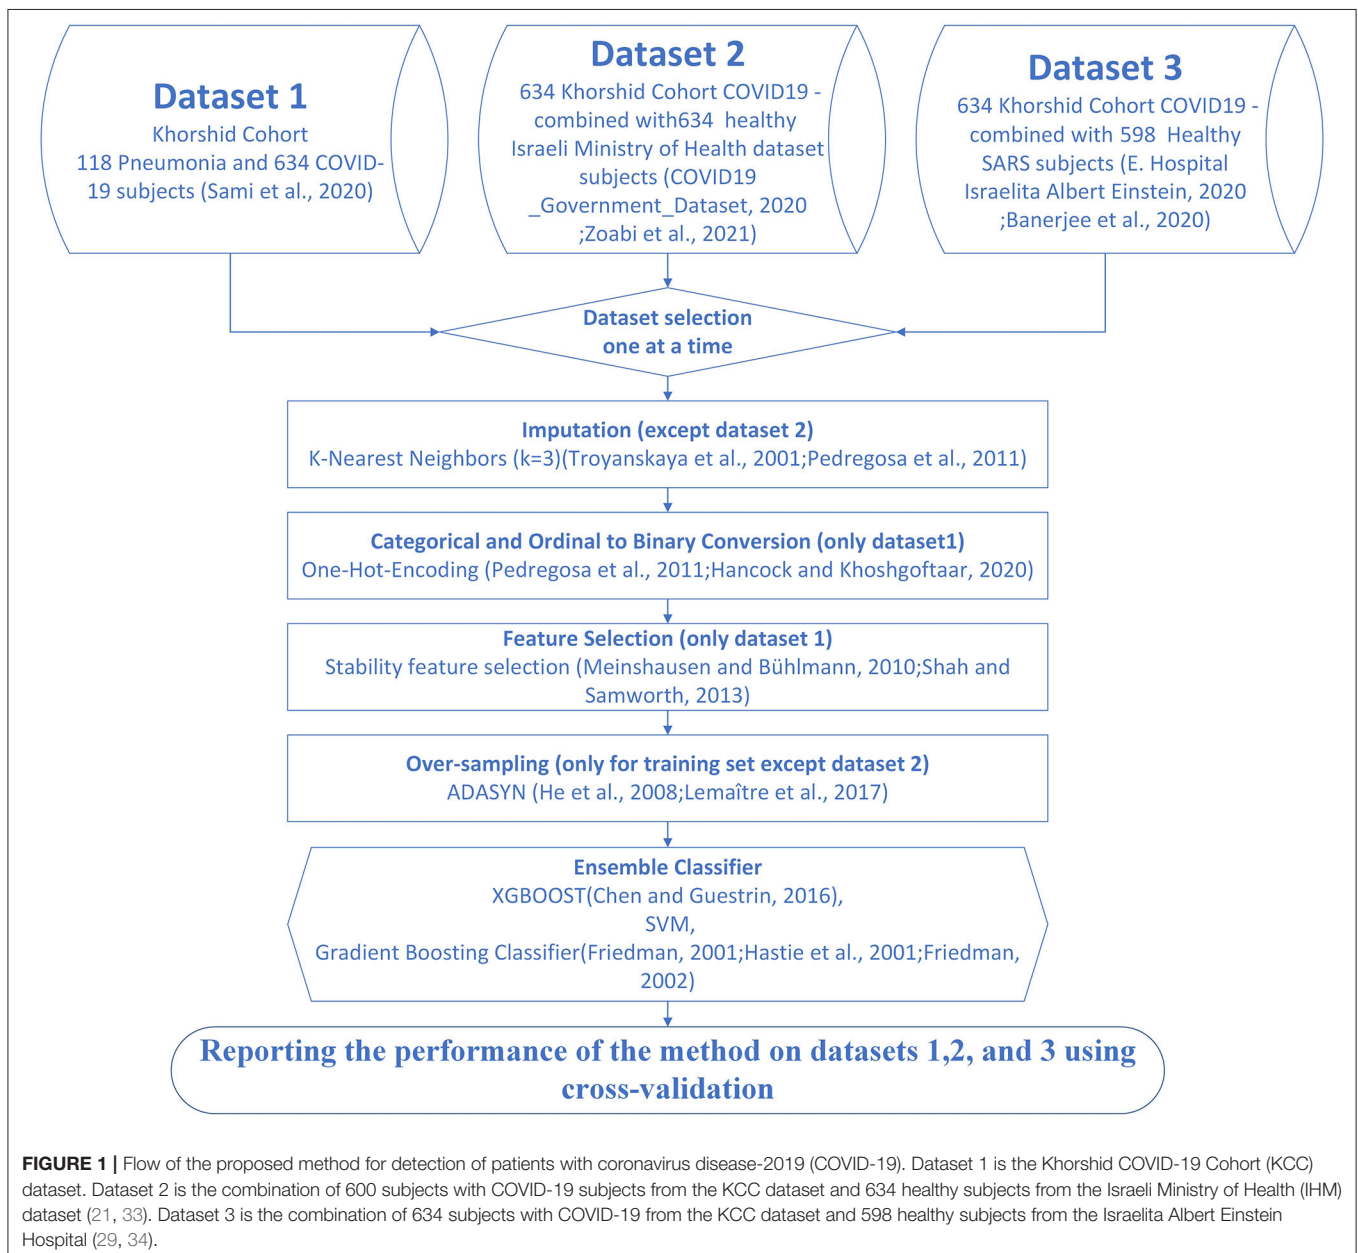 Dataset 1
Khorshid Cohort
118 Pneumonia and 634 COVID-
19 subjects (Sami et al., 2020)
Dataset 2
634 Khorshid Cohort COVID19 -
combined with634 healthy
Israeli Ministry of Health dataset
subjects (COVID19
_Government_Dataset, 2020
;Zoabi et al., 2021)
Dataset 3
634 Khorshid Cohort COVID19 -
combined with 598 Healthy
SARS subjects (E. Hospital
Israelita Albert Einstein, 2020
;Banerjee et al., 2020)
Dataset selection
one at a time
Imputation (except dataset 2)
K-Nearest Neighbors (k=3)(Troyanskaya et al., 2001;Pedregosa et al., 2011)
Categorical and Ordinal to Binary Conversion (only dataset1)
One-Hot-Encoding (Pedregosa et al., 2011;Hancock and Khoshgoftaar, 2020)
Feature Selection (only dataset 1)
Stability feature selection (Meinshausen and Bühlmann, 2010;Shah and
Samworth, 2013)
Over-sampling (only for training set except dataset 2)
ADASYN (He et al., 2008;Lemaître et al., 2017)
Ensemble Classifier
XGBOOST(Chen and Guestrin, 2016),
SVM,
Gradient Boosting Classifier(Friedman, 2001;Hastie et al., 2001;Friedman,
2002)
Reporting the performance of the method on datasets 1,2, and 3 using
cross-validation
FIGURE 1 | Flow of the proposed method for detection of patients with coronavirus disease-2019 (COVID-19). Dataset 1 is the Khorshid COVID-19 Cohort (KCC)
dataset. Dataset 2 is the combination of 600 subjects with COVID-19 subjects from the KCC dataset and 634 healthy subjects from the Israeli Ministry of Health (IHM)
dataset (21, 33). Dataset 3 is the combination of 634 subjects with COVID-19 from the KCC dataset and 598 healthy subjects from the Israelita Albert Einstein
Hospital (29, 34).